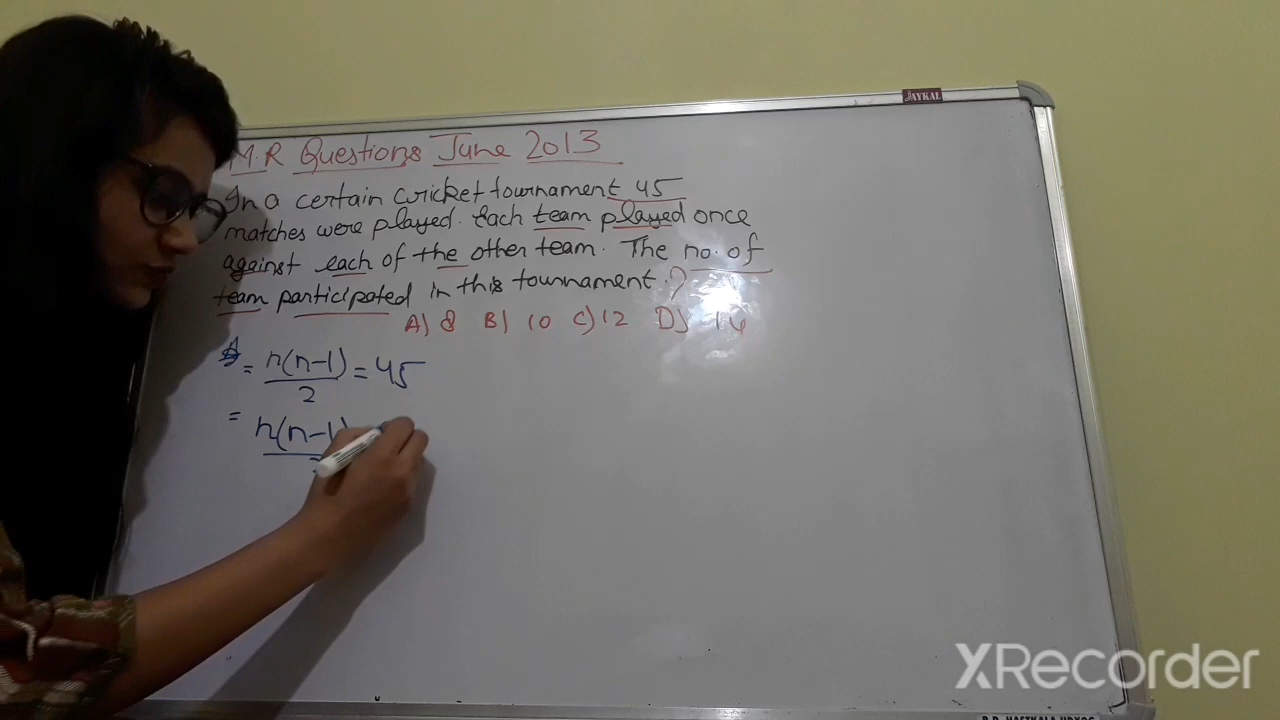 JAYKAL
M.R Questions June 2013
In a certain cricket tournament 45
matches were played. Each team played once
against each of the other team. The no. of
team participated in this tournament.?
A) 8 B) 10 C) 12 D) 14
= n(n-1)/2 = 45
= n(n-1)
XRecorder